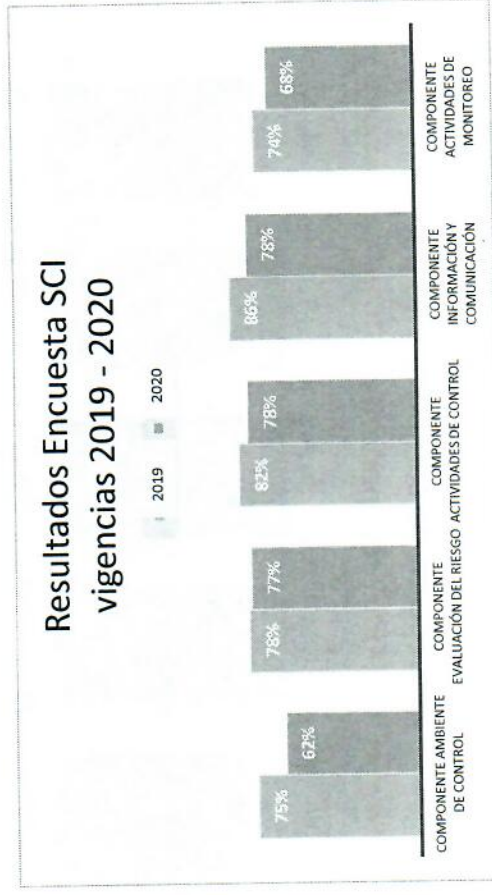 Resultados Encuesta SCI
vigencias 2019 - 2020
2019 2020
75%
62%
78%
77%
82%
78%
86%
78%
74%
68%
COMPONENTE AMBIENTE
DE CONTROL
COMPONENTE
EVALUACIÓN DEL RIESGO
COMPONENTE
ACTIVIDADES DE CONTROL
COMPONENTE
INFORMACIÓN Y
COMUNICACIÓN
COMPONENTE
ACTIVIDADES DE
MONITOREO